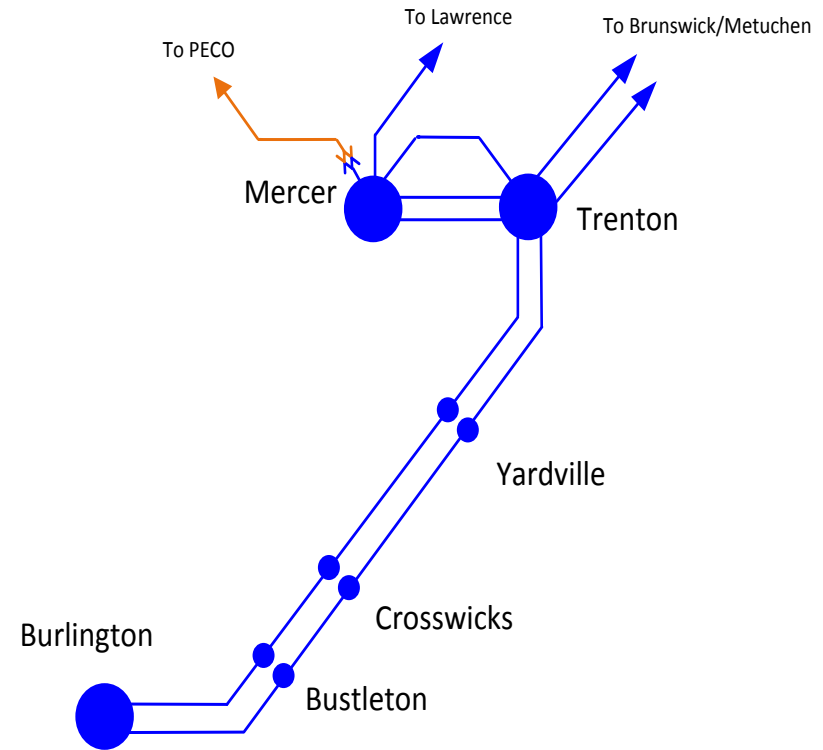 To Lawrence
To Brunswick/Metuchen
To PECO
Mercer
Trenton
Yardville
Crosswicks
Burlington
Bustleton